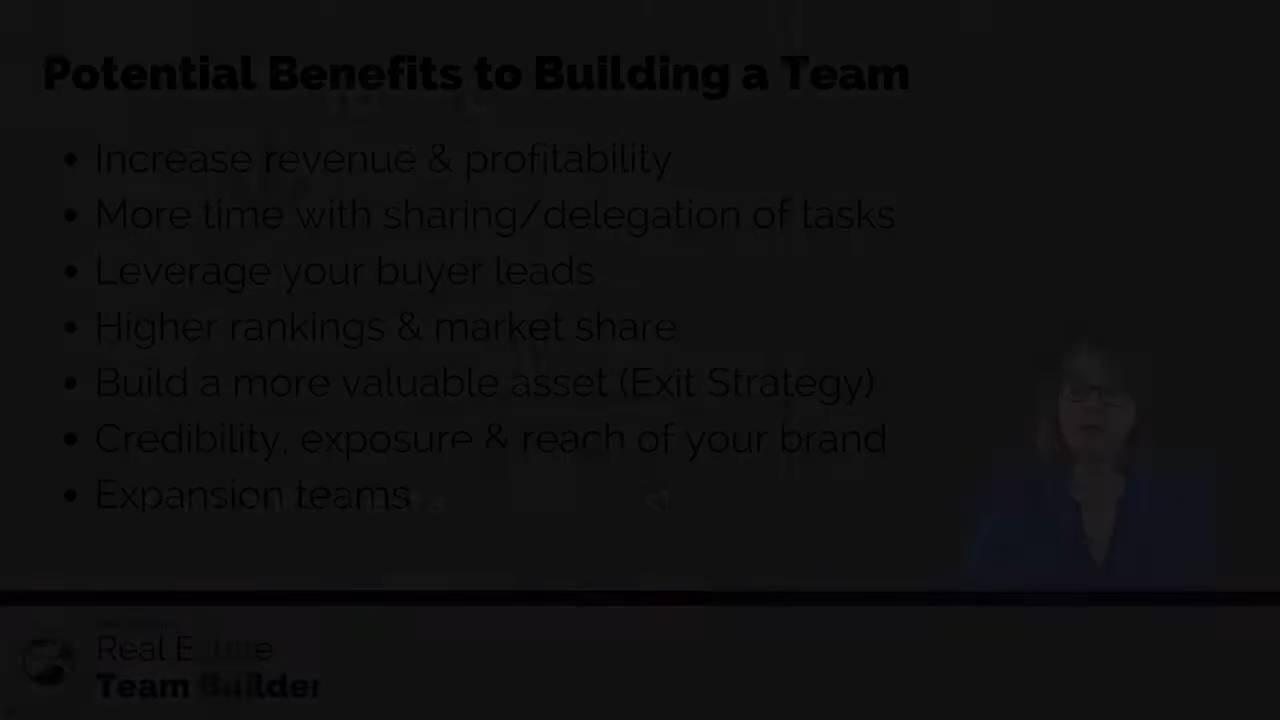 Potential Benefits to Building a Team
• Increase revenue & profitability
• More time with sharing/delegation of tasks
• Leverage your buyer leads
• Higher rankings & market share
• Build a more valuable asset (Exit Strategy)
• Credibility, exposure & reach of your brand
• Expansion teams
Real Estate
Team Builder